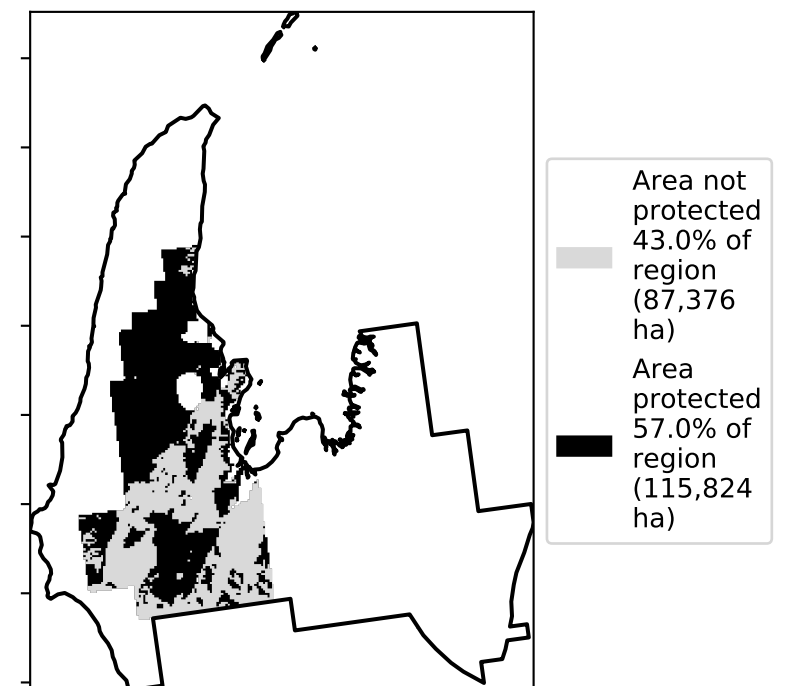 Area not
protected
43.0% of
region
(87,376
ha)
Area
protected
57.0% of
region
(115,824
ha)